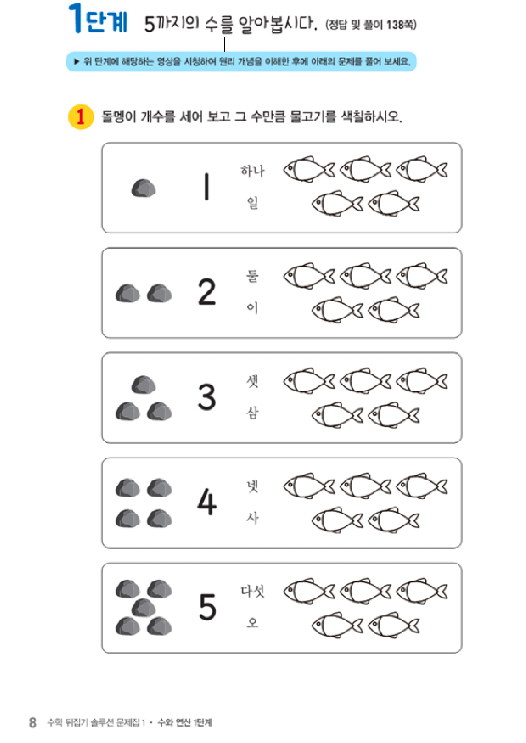 1단계 5까지의 수를 알아봅시다. (정답 및 풀이 138쪽)
▶ 위 단계에 해당하는 영상을 시청하여 원리 개념을 이해한 후에 아래의 문제를 풀어 보세요.
1 돌멩이 개수를 세어 보고 그 수만큼 물고기를 색칠하시오.
1 하나
일
2 둘
이
3 셋
삼
4 넷
사
5 다섯
오
8 수학 뒤집기 솔루션 문제집 1 • 수와 연산 1단계